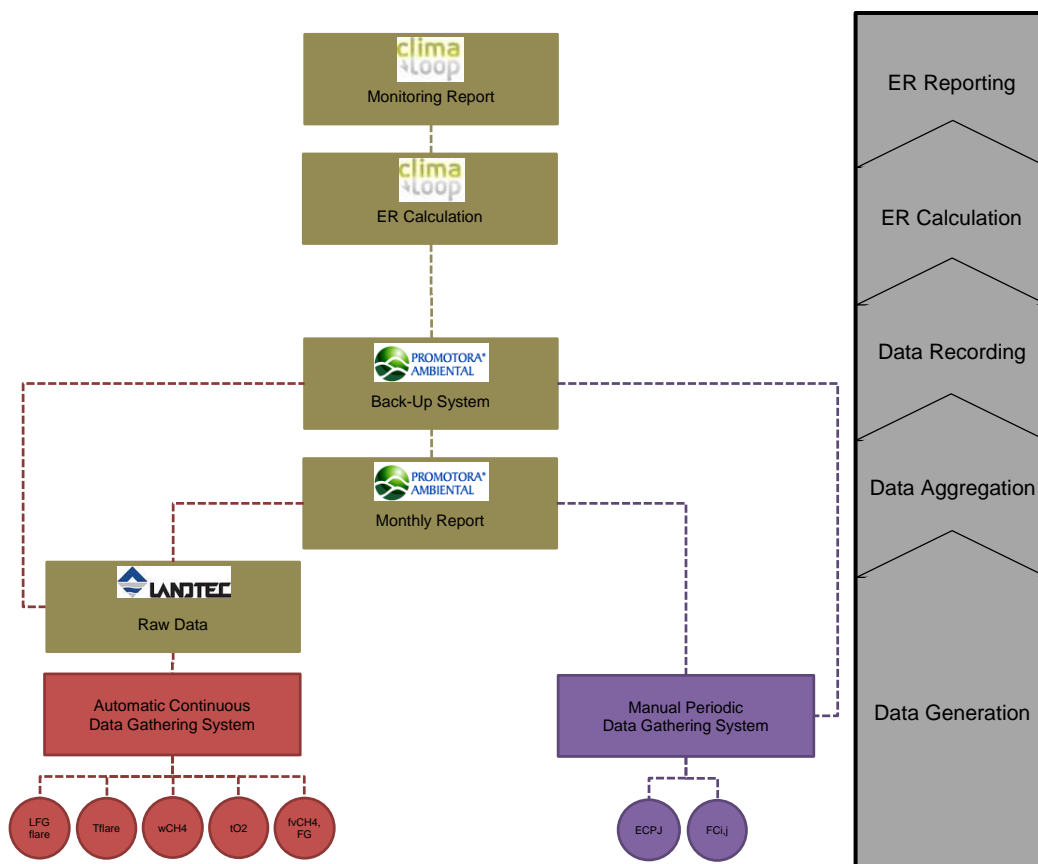 clima
Loop
Monitoring Report
clima
Loop
ER Calculation
PROMOTORA*
AMBIENTAL
Back-Up System
PROMOTORA*
AMBIENTAL
Monthly Report
LANDTEC
Raw Data
Automatic Continuous
Data Gathering System
Manual Periodic
Data Gathering System
LFG
flare
Tflare
wCH4
tO2
fvCH4,
FG
ECPJ
FCi,j
ER Reporting
ER Calculation
Data Recording
Data Aggregation
Data Generation